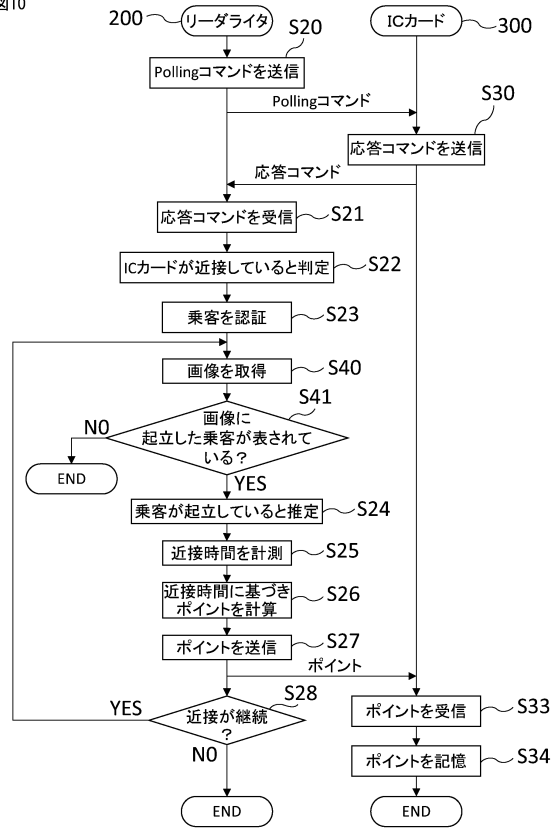 図10
200
リーダライタ
ICカード
300
S20
Pollingコマンドを送信
Pollingコマンド
S30
応答コマンドを送信
応答コマンド
応答コマンドを受信
S21
ICカードが近接していると判定
S22
乗客を認証
S23
画像を取得
S40
S41
画像に
起立した乗客が表されて
いる？
NO
END
YES
乗客が起立していると推定
S24
近接時間を計測
S25
近接時間に基づき
ポイントを計算
S26
ポイントを送信
S27
ポイント
S28
YES
近接が継続
？
NO
ポイントを受信
S33
ポイントを記憶
S34
END
END